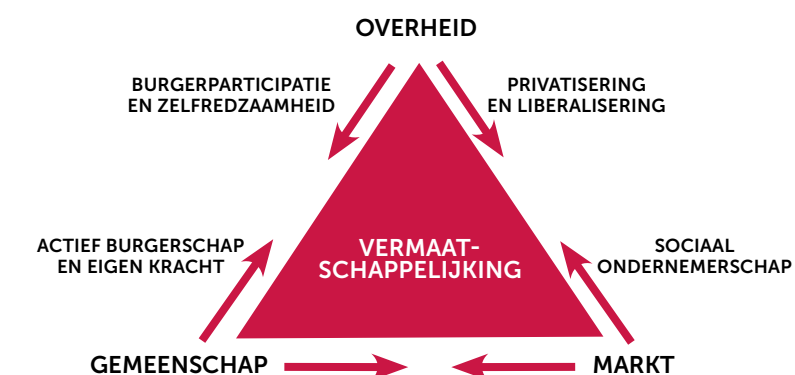 OVERHEID
BURGERPARTICIPATIE
EN ZELFREDZAAMHEID
PRIVATISERING
EN LIBERALISERING
ACTIEF BURGERSCHAP
EN EIGEN KRACHT
VERMAAT-
SCHAPPELIJKING
SOCIAAL
ONDERNEMERSCHAP
GEMEENSCHAP
MARKT